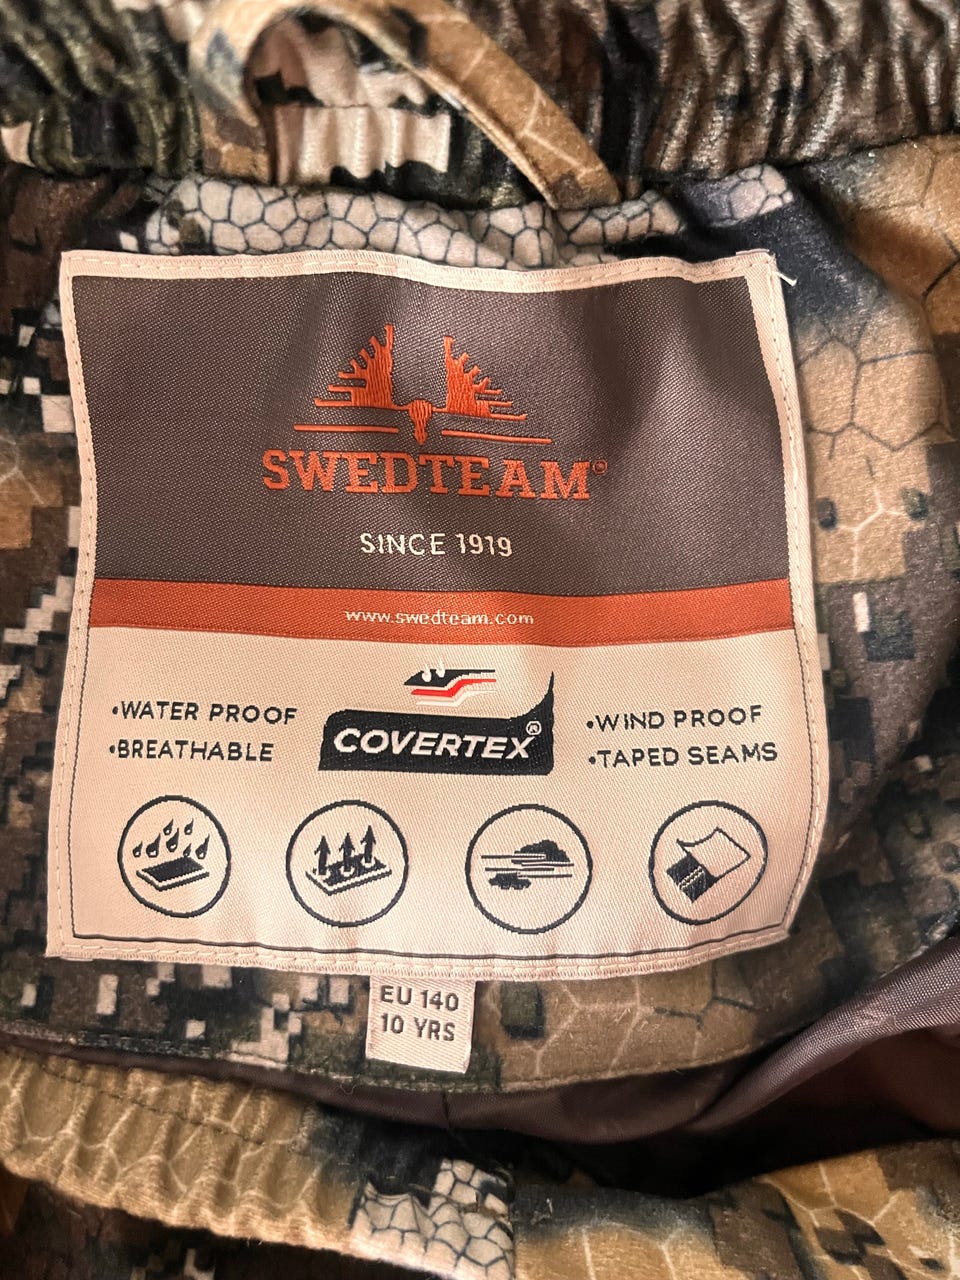 SWEDTEAM®
SINCE 1919
www.swedteam.com
•WATER PROOF
•BREATHABLE
COVERTEX®
•WIND PROOF
•TAPED SEAMS
EU 140
10 YRS